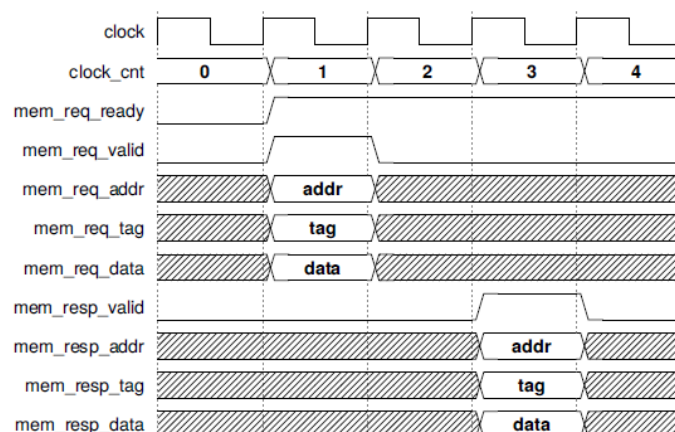 clock
clock_cnt 0 1 2 3 4
mem_req_ready
mem_req_valid
mem_req_addr addr
mem_req_tag tag
mem_req_data data
mem_resp_valid
mem_resp_addr addr
mem_resp_tag tag
mem_resp_data data